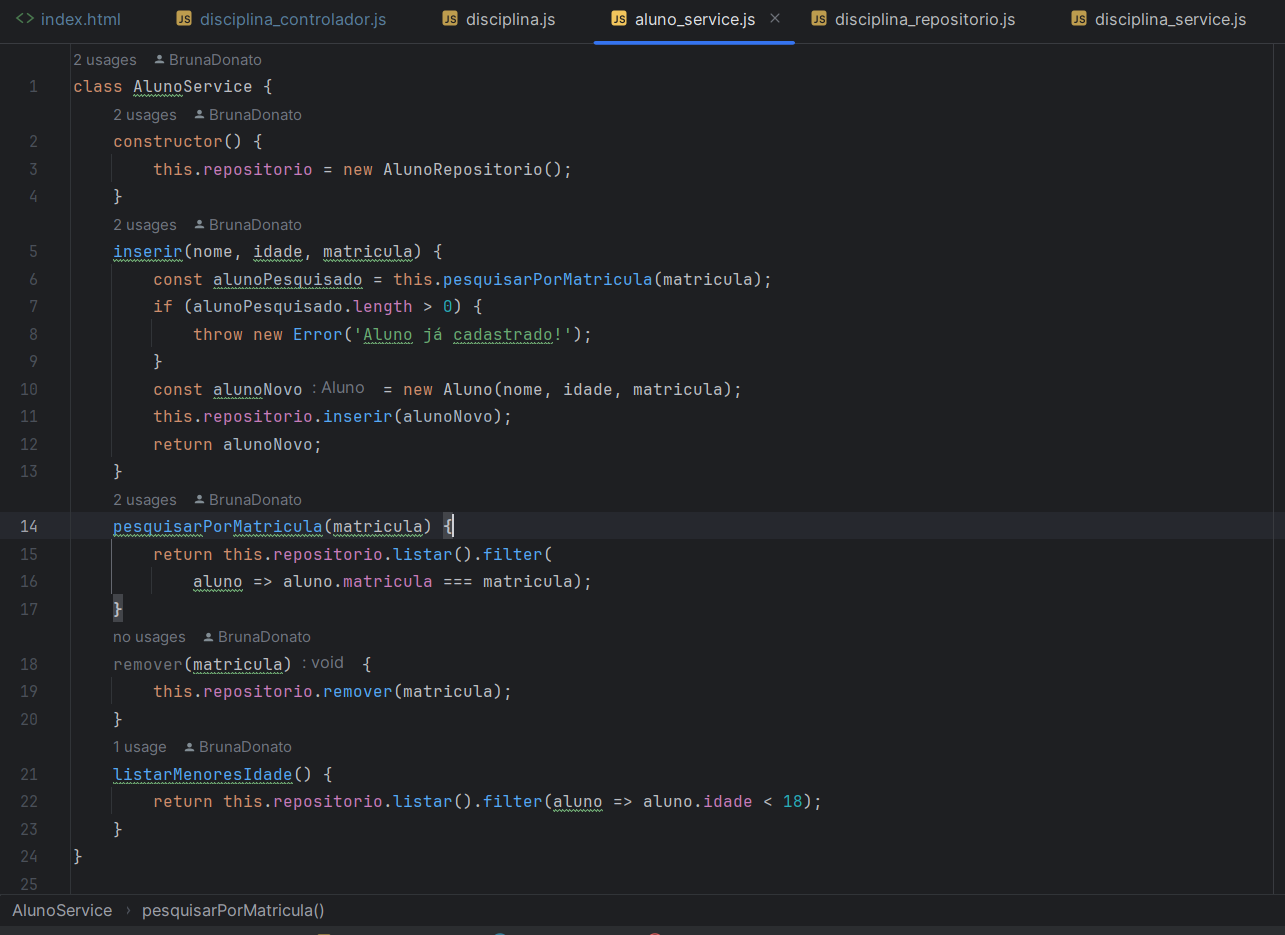 <> index.html JS disciplina_controlador.js JS disciplina.js JS aluno_service.js × JS disciplina_repositorio.js JS disciplina_service.js
2 usages BrunaDonato
1 class AlunoService {
2 usages BrunaDonato
2 constructor() {
3 this.repositorio = new AlunoRepositorio();
4 }
2 usages BrunaDonato
5 inserir(nome, idade, matricula) {
6 const alunoPesquisado = this.pesquisarPorMatricula(matricula);
7 if (alunoPesquisado.length > 0) {
8 throw new Error('Aluno já cadastrado!');
9 }
10 const alunoNovo : Aluno = new Aluno(nome, idade, matricula);
11 this.repositorio.inserir(alunoNovo);
12 return alunoNovo;
13 }
2 usages BrunaDonato
14 pesquisarPorMatricula(matricula) {
15 return this.repositorio.listar().filter(
16 aluno => aluno.matricula === matricula);
17 }
no usages BrunaDonato
18 remover(matricula) : void {
19 this.repositorio.remover(matricula);
20 }
1 usage BrunaDonato
21 listarMenoresIdade() {
22 return this.repositorio.listar().filter(aluno => aluno.idade < 18);
23 }
24 }
25
AlunoService › pesquisarPorMatricula()